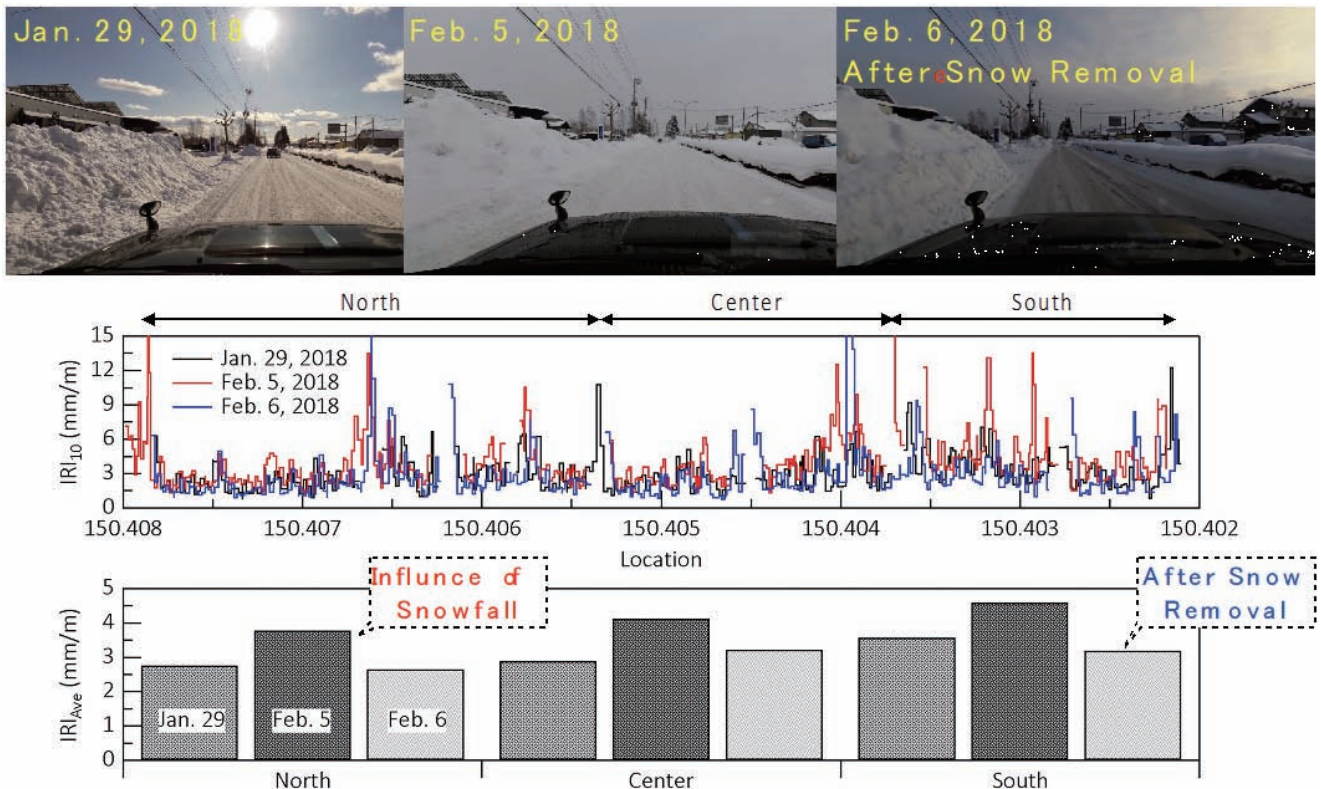 Jan. 29, 2018
Feb. 5, 2018
Feb. 6, 2018
After e Snow Removal
North
Center
South
IRI10 (mm/m)
15
12
9
6
3
0
Jan. 29, 2018
Feb. 5, 2018
Feb. 6, 2018
150.408
150.407
150.406
150.405
150.404
150.403
150.402
Location
Influnce of
Snowfall
After Snow
Removal
IRIAve (mm/m)
5
4
3
2
1
0
Jan. 29
Feb. 5
Feb. 6
North
Center
South